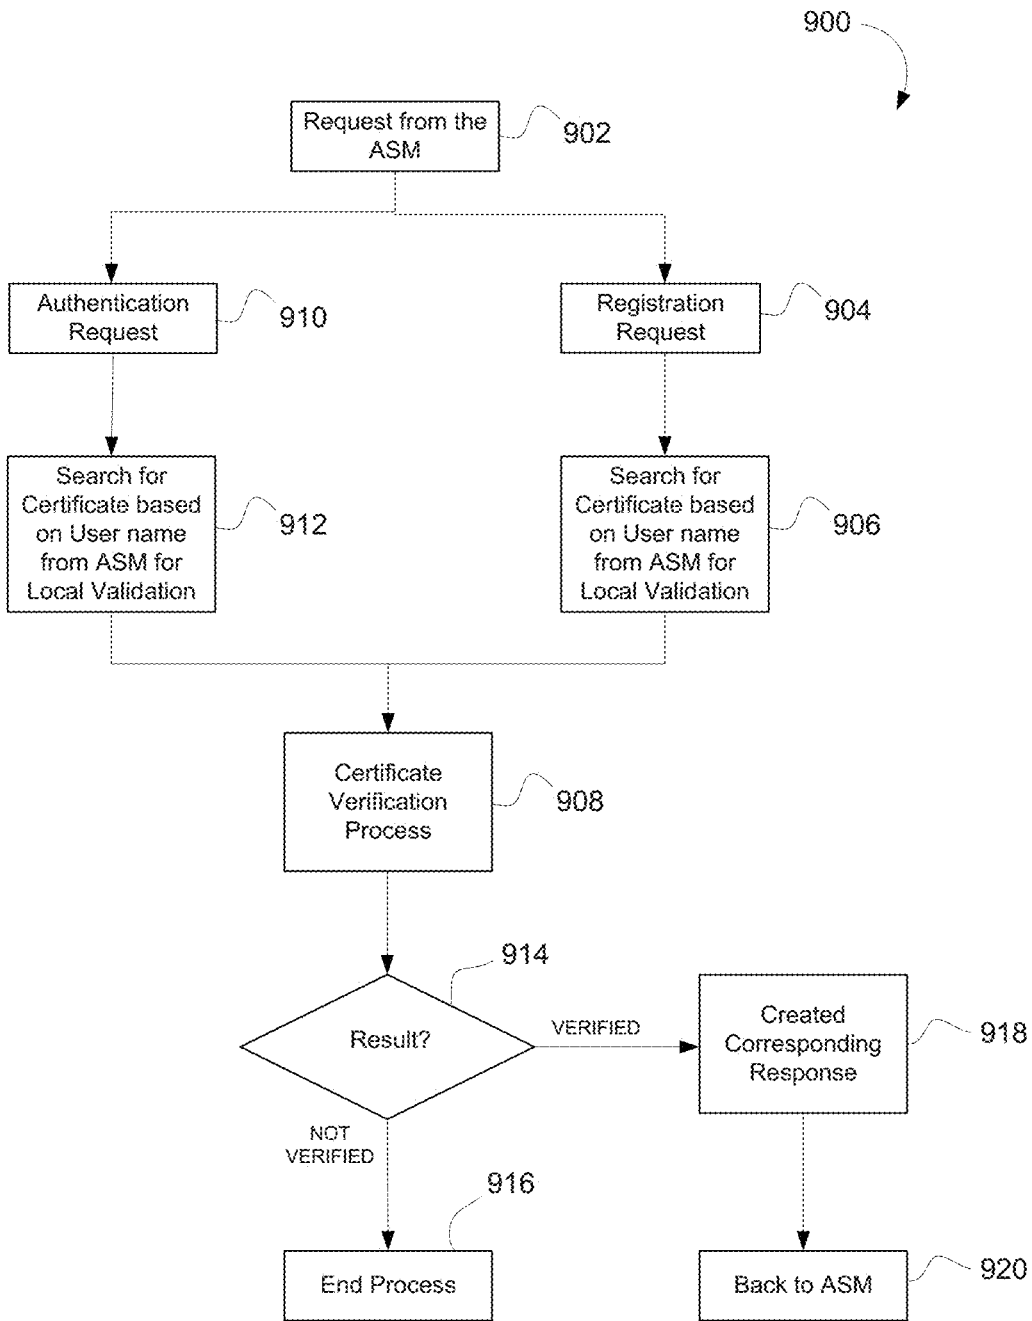 900
Request from the
ASM
902
Authentication
Request
910
Registration
Request
904
Search for
Certificate based
on User name
from ASM for
Local Validation
912
Search for
Certificate based
on User name
from ASM for
Local Validation
906
Certificate
Verification
Process
908
914
Result?
VERIFIED
Created
Corresponding
Response
918
NOT
VERIFIED
916
End Process
Back to ASM
920